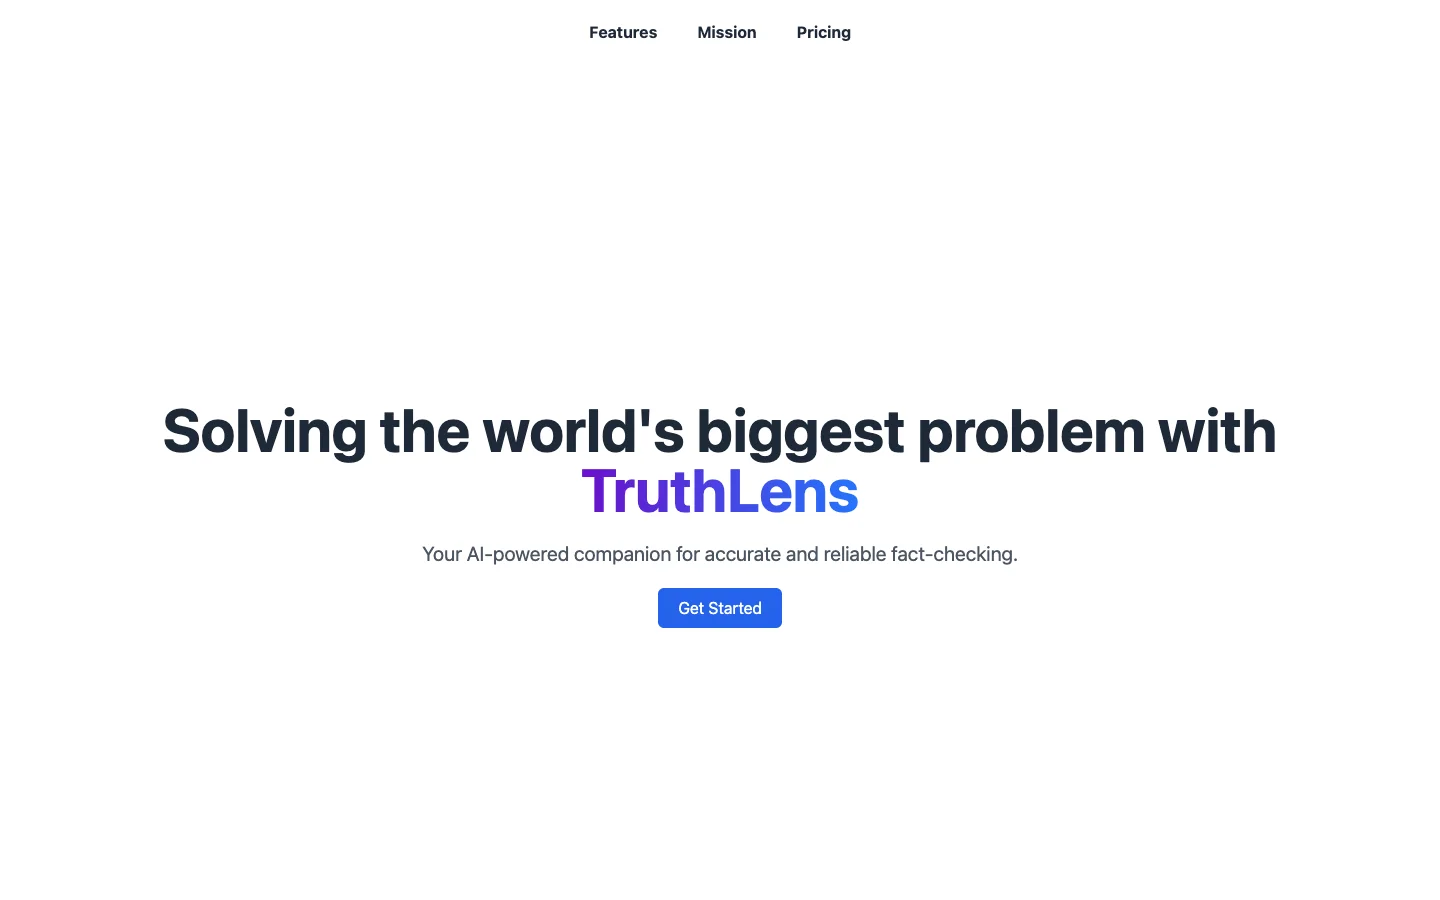 Features Mission Pricing
Solving the world's biggest problem with
TruthLens
Your AI-powered companion for accurate and reliable fact-checking.
Get Started